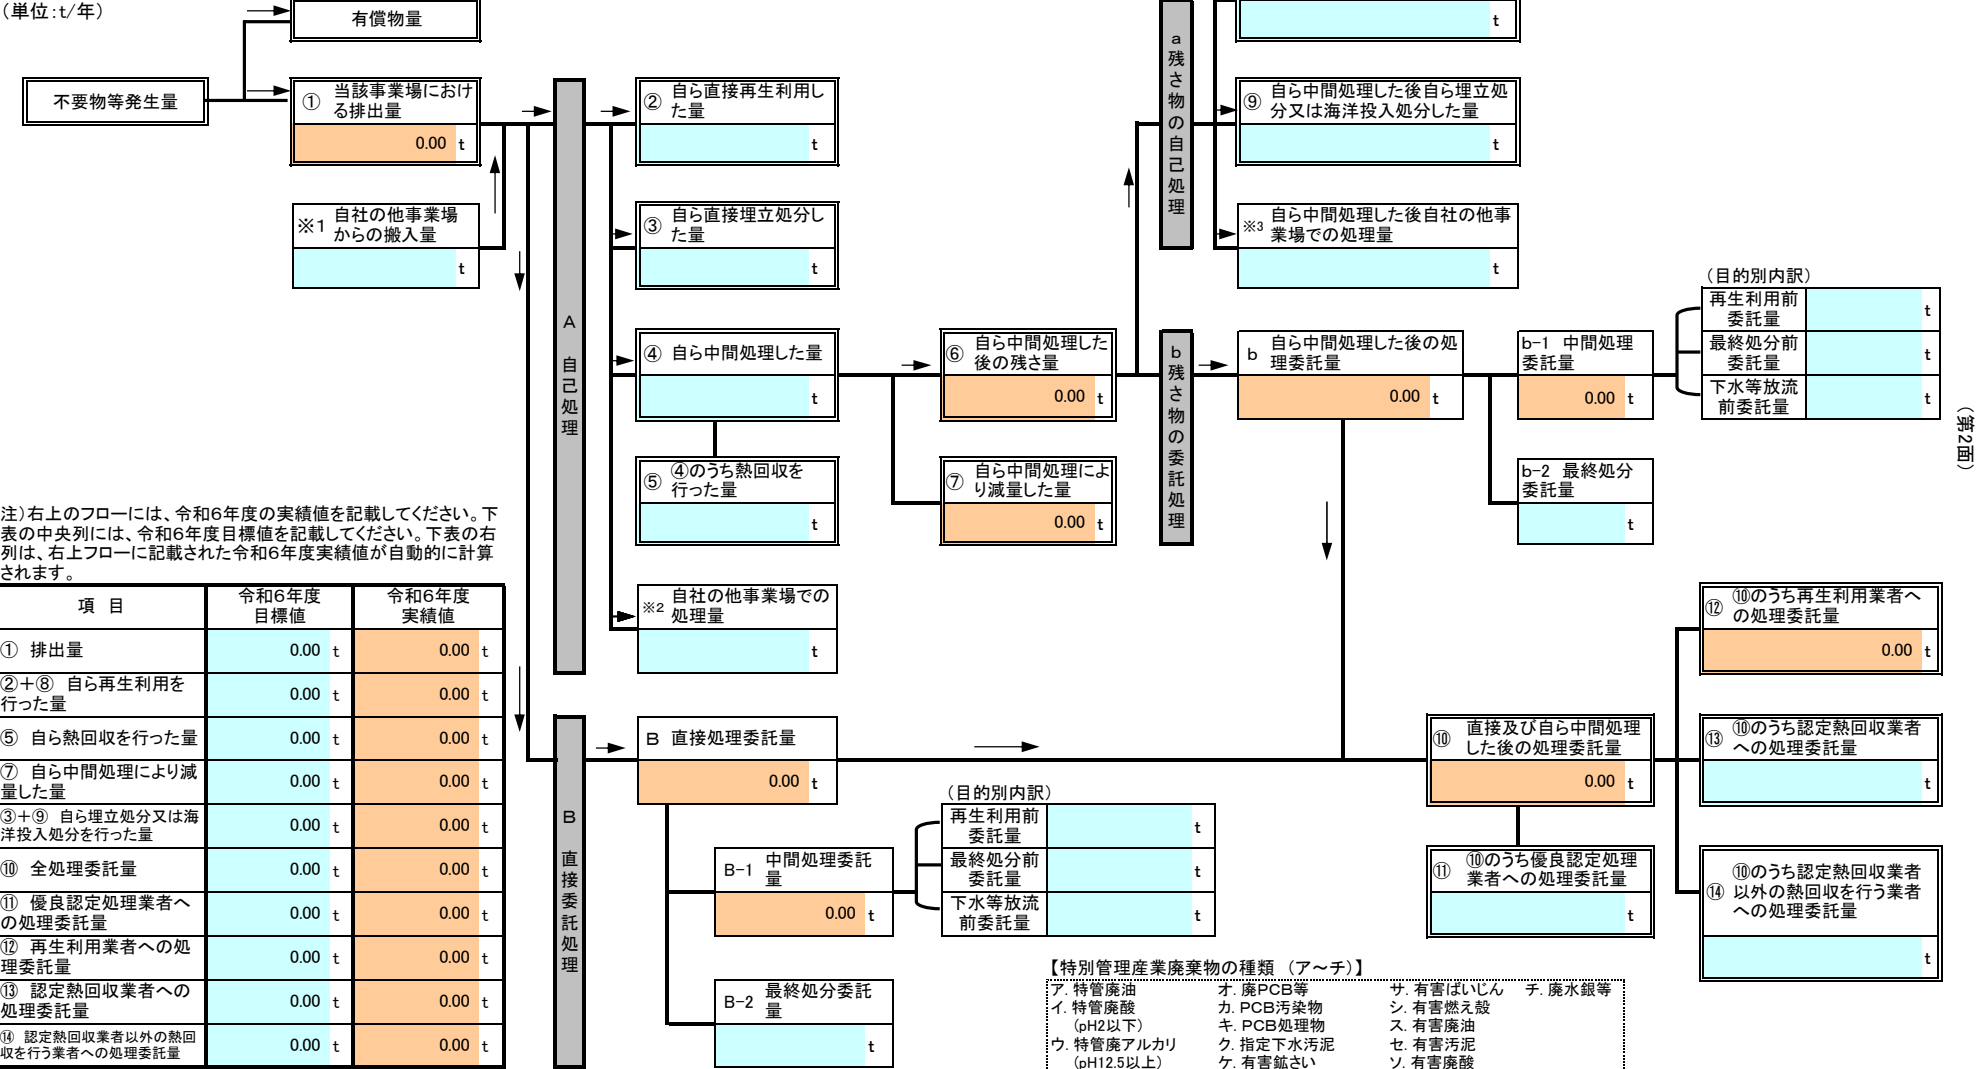 （単位：t/年）
有償物量
t
不要物等発生量
① 当該事業場におけ
る排出量
0.00 t
※1 自社の他事業場
からの搬入量
t
A 自己処理
② 自ら直接再生利用し
た量
t
③ 自ら直接埋立処分し
た量
t
④ 自ら中間処理した量
t
⑤ ④のうち熱回収を
行った量
t
※2 自社の他事業場での
処理量
t
⑥ 自ら中間処理した
後の残さ量
0.00 t
⑦ 自ら中間処理によ
り減量した量
0.00 t
a 残さ物の自己処理
⑨ 自ら中間処理した後自ら埋立処
分又は海洋投入処分した量
t
※3 自ら中間処理した後自社の他事
業場での処理量
t
b 残さ物の委託処理
b 自ら中間処理した後の処
理委託量
0.00 t
b-1 中間処理
委託量
0.00 t
b-2 最終処分
委託量
t
（目的別内訳）
再生利用前
委託量
t
最終処分前
委託量
t
下水等放流
前委託量
t
（第2面）
注）右上のフローには、令和6年度の実績値を記載してください。下
表の中央列には、令和6年度目標値を記載してください。下表の右
列は、右上フローに記載された令和6年度実績値が自動的に計算
されます。
項 目 令和6年度 目標値 令和6年度 実績値
① 排出量 0.00 t 0.00 t
②＋⑧ 自ら再生利用を
行った量 0.00 t 0.00 t
⑤ 自ら熱回収を行った量 0.00 t 0.00 t
⑦ 自ら中間処理により減
量した量 0.00 t 0.00 t
③＋⑨ 自ら埋立処分又は海
洋投入処分を行った量 0.00 t 0.00 t
⑩ 全処理委託量 0.00 t 0.00 t
⑪ 優良認定処理業者へ
の処理委託量 0.00 t 0.00 t
⑫ 再生利用業者への処
理委託量 0.00 t 0.00 t
⑬ 認定熱回収業者への
処理委託量 0.00 t 0.00 t
⑭ 認定熱回収業者以外の熱回
収を行う業者への処理委託量 0.00 t 0.00 t
B 直接委託処理
B 直接処理委託量
0.00 t
B-1 中間処理委託
量
0.00 t
B-2 最終処分委託
量
t
（目的別内訳）
再生利用前
委託量
t
最終処分前
委託量
t
下水等放流
前委託量
t
⑩ 直接及び自ら中間処理
した後の処理委託量
0.00 t
⑪ ⑩のうち優良認定処理
業者への処理委託量
t
⑫ ⑩のうち再生利用業者へ
の処理委託量
0.00 t
⑬ ⑩のうち認定熱回収業者
への処理委託量
t
⑭ ⑩のうち認定熱回収業者
以外の熱回収を行う業者
への処理委託量
t
【特別管理産業廃棄物の種類 （ア～チ）】
ア．特管廃油 オ．廃PCB等 サ．有害ばいじん チ．廃水銀等
イ．特管廃酸 カ．PCB汚染物 シ．有害燃え殻
（pH2以下） キ．PCB処理物 ス．有害廃油
ウ．特管廃アルカリ ク．指定下水汚泥 セ．有害汚泥
（pH12.5以上） ケ．有害鉱さい ソ．有害廃酸